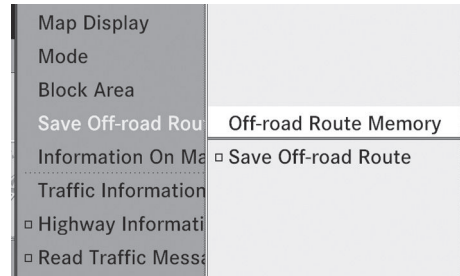 Map Display
Mode
Block Area
Save Off-road Rou
Off-road Route Memory
Information On Ma
Save Off-road Route
Traffic Information
Highway Informati
Read Traffic Messa